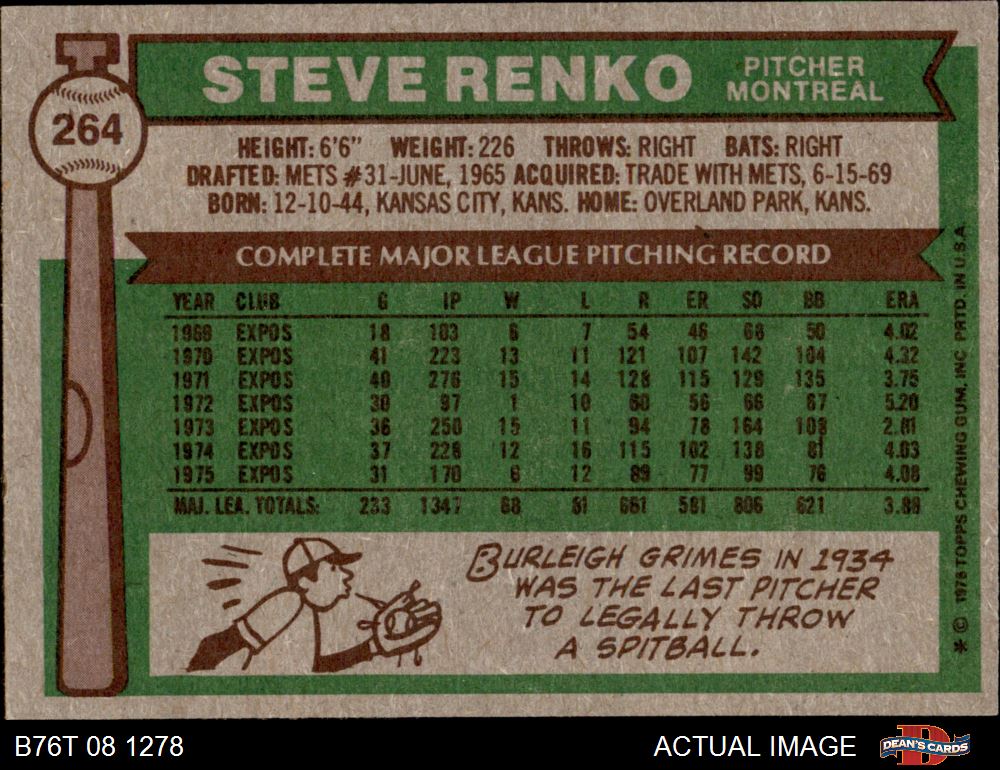 264
STEVE RENKO PITCHER
MONTREAL
HEIGHT: 6'6" WEIGHT: 226 THROWS: RIGHT BATS: RIGHT
DRAFTED: METS #31-JUNE, 1965 ACQUIRED: TRADE WITH METS, 6-15-69
BORN: 12-10-44, KANSAS CITY, KANS. HOME: OVERLAND PARK, KANS.
COMPLETE MAJOR LEAGUE PITCHING RECORD
YEAR CLUB G IP W L R ER SO BB ERA
1969 EXPOS 18 103 6 7 54 46 68 50 4.02
1970 EXPOS 41 223 13 11 121 107 142 104 4.32
1971 EXPOS 40 276 15 14 128 115 129 135 3.75
1972 EXPOS 30 97 1 10 60 56 66 67 5.20
1973 EXPOS 36 250 15 11 94 78 164 108 2.81
1974 EXPOS 37 228 12 16 115 102 138 81 4.03
1975 EXPOS 31 170 6 12 89 77 99 76 4.08
MAJ. LEA. TOTALS: 233 1347 68 81 661 581 806 621 3.88
BURLEIGH GRIMES IN 1934
WAS THE LAST PITCHER
TO LEGALLY THROW
A SPITBALL.
* © 1976 TOPPS CHEWING GUM, INC PRTD. IN U.S.A.
B76T 08 1278 ACTUAL IMAGE DEAN'S CARDS